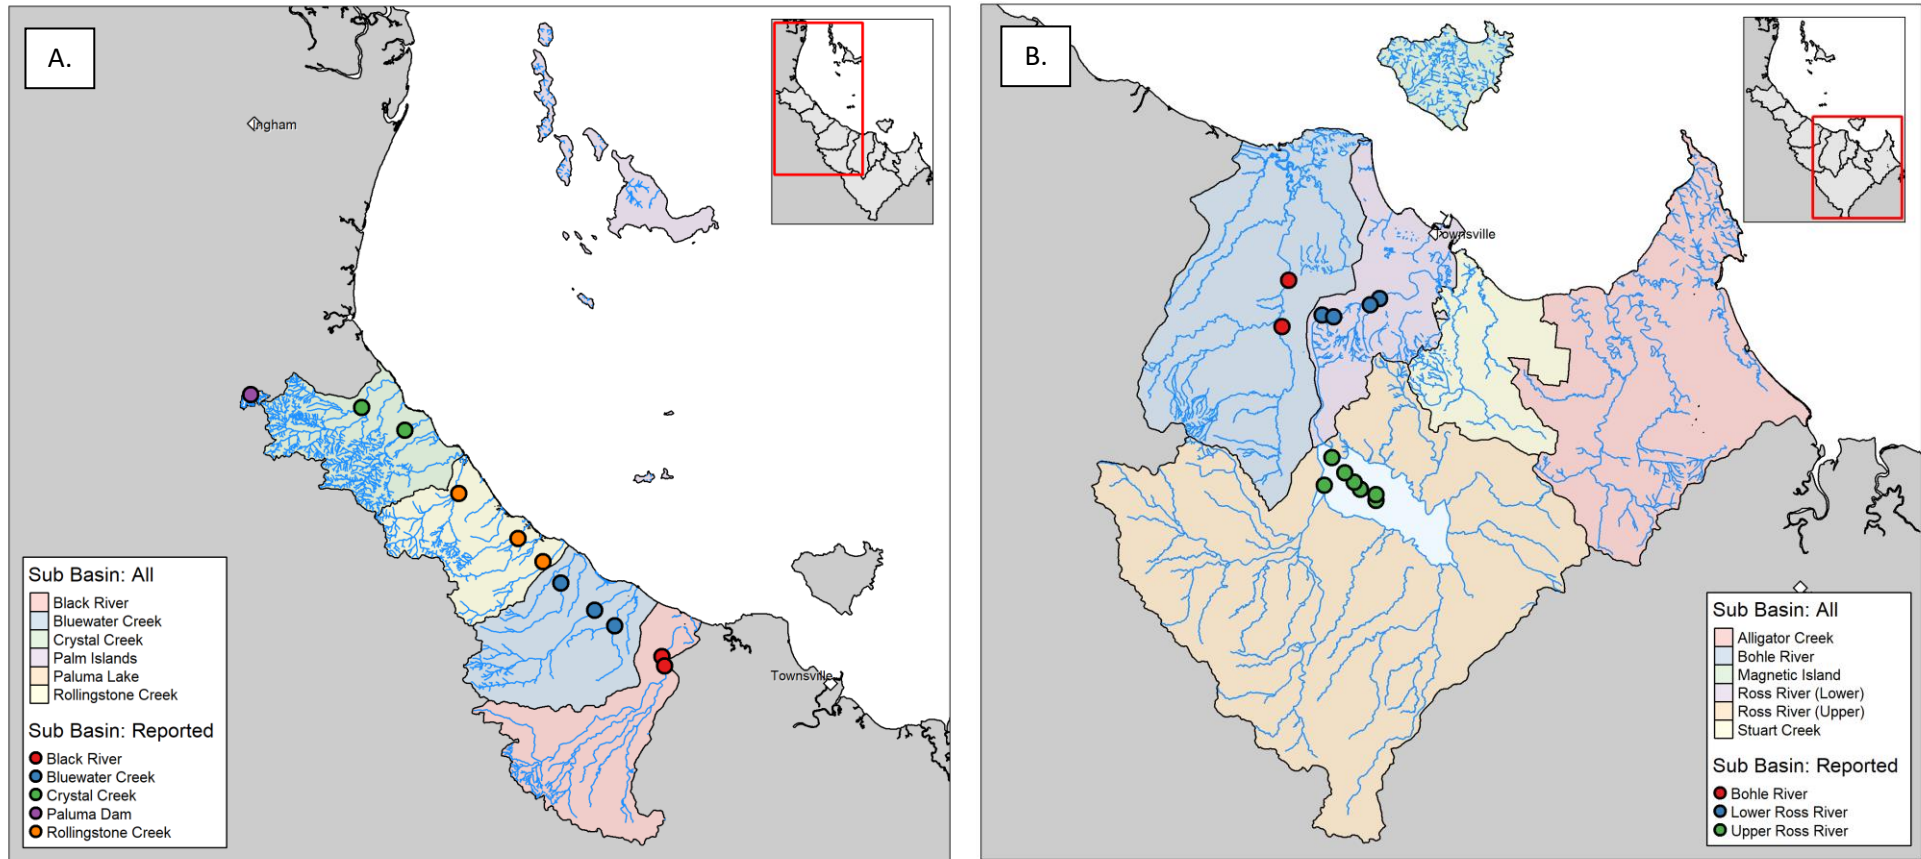 A.
Ingham
Townsville
Sub Basin: All
Black River
Bluewater Creek
Crystal Creek
Palm Islands
Paluma Lake
Rollingstone Creek
Sub Basin: Reported
Black River
Bluewater Creek
Crystal Creek
Paluma Dam
Rollingstone Creek
B.
Townsville
Sub Basin: All
Alligator Creek
Bohle River
Magnetic Island
Ross River (Lower)
Ross River (Upper)
Stuart Creek
Sub Basin: Reported
Bohle River
Lower Ross River
Upper Ross River